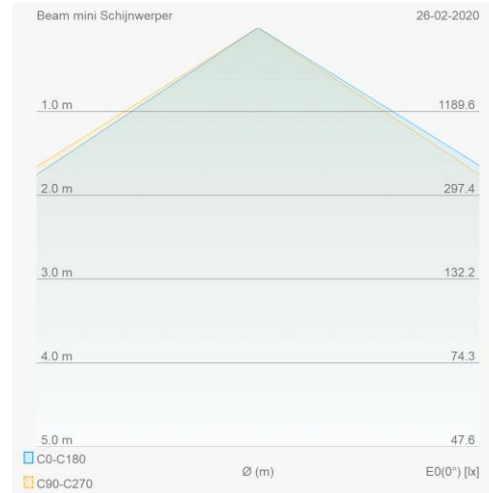 Beam mini Schijnwerper 26-02-2020
1.0 m 1189.6
2.0 m 297.4
3.0 m 132.2
4.0 m 74.3
5.0 m 47.6
C0-C180
Ø (m) E0(0°) [lx]
C90-C270